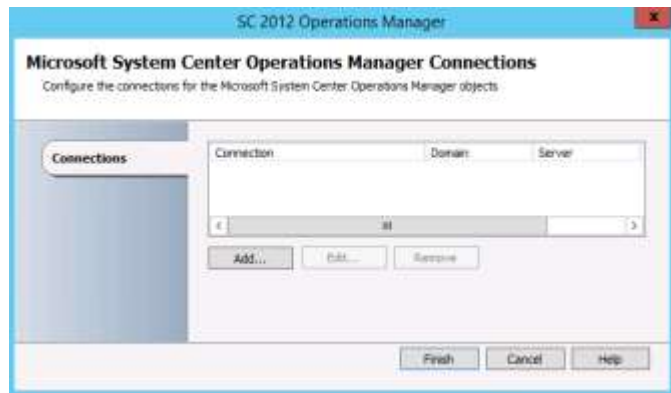 SC 2012 Operations Manager
x
Microsoft System Center Operations Manager Connections
Configure the connections for the Microsoft System Center Operations Manager objects
Connections
Connection Domain Server
Add... Edit... Remove
Finish Cancel Help